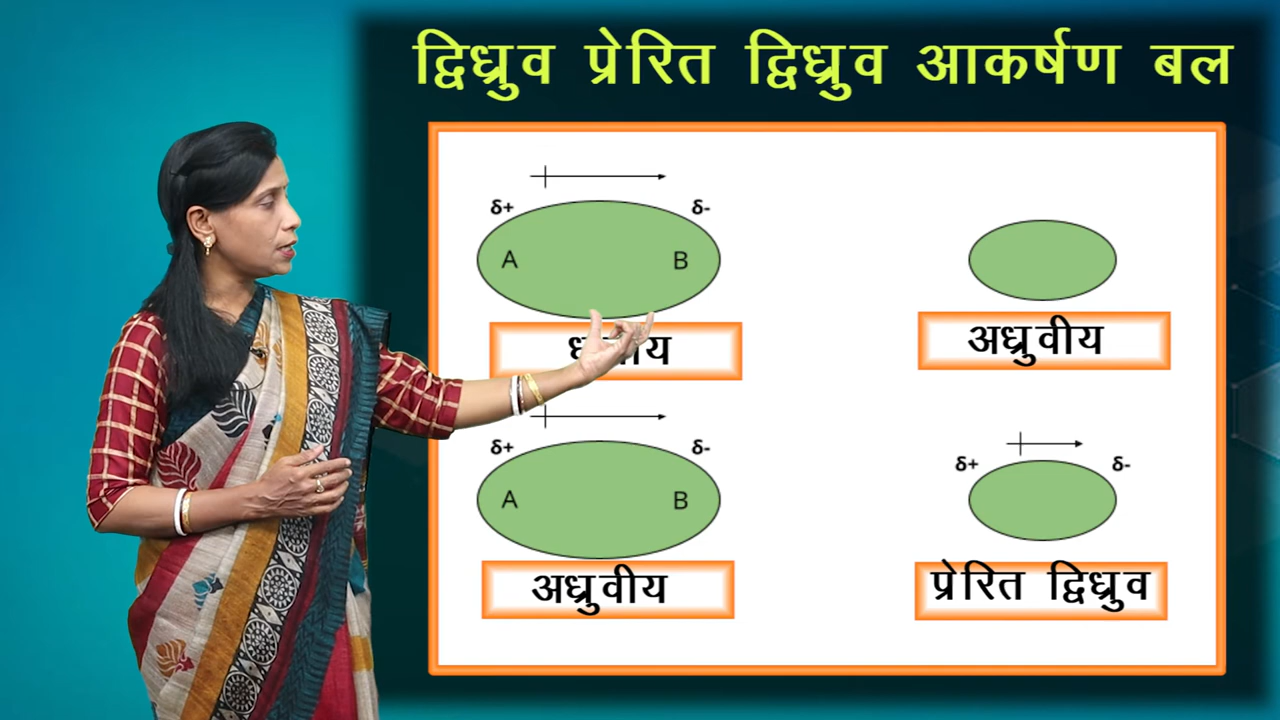 द्विध्रुव प्रेरित द्विध्रुव आकर्षण बल
δ+ δ-
A B
अध्रुवीय
δ+ δ-
A B
δ+ δ-
अध्रुवीय
प्रेरित द्विध्रुव